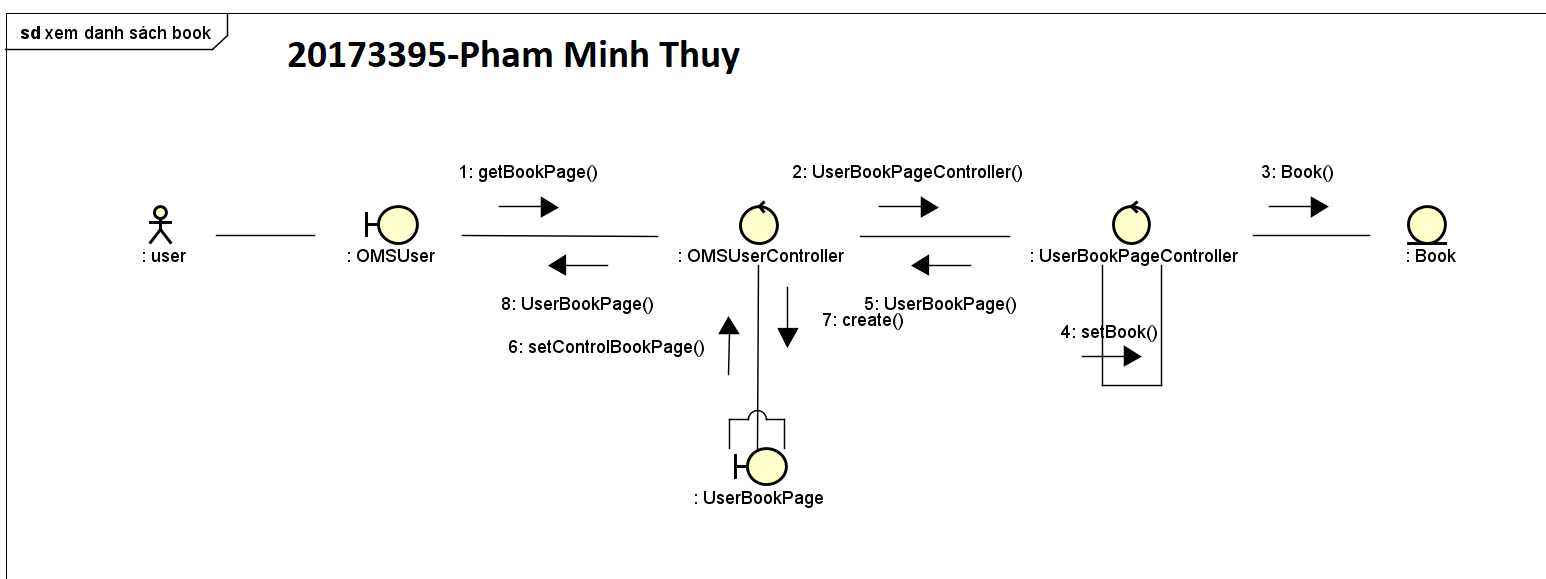 sd xem danh sách book
20173395-Pham Minh Thuy
1: getBookPage()
2: UserBookPageController()
3: Book()
: user
: OMSUser
: OMSUserController
: UserBookPageController
: Book
8: UserBookPage()
5: UserBookPage()
7: create()
4: setBook()
6: setControlBookPage()
: UserBookPage